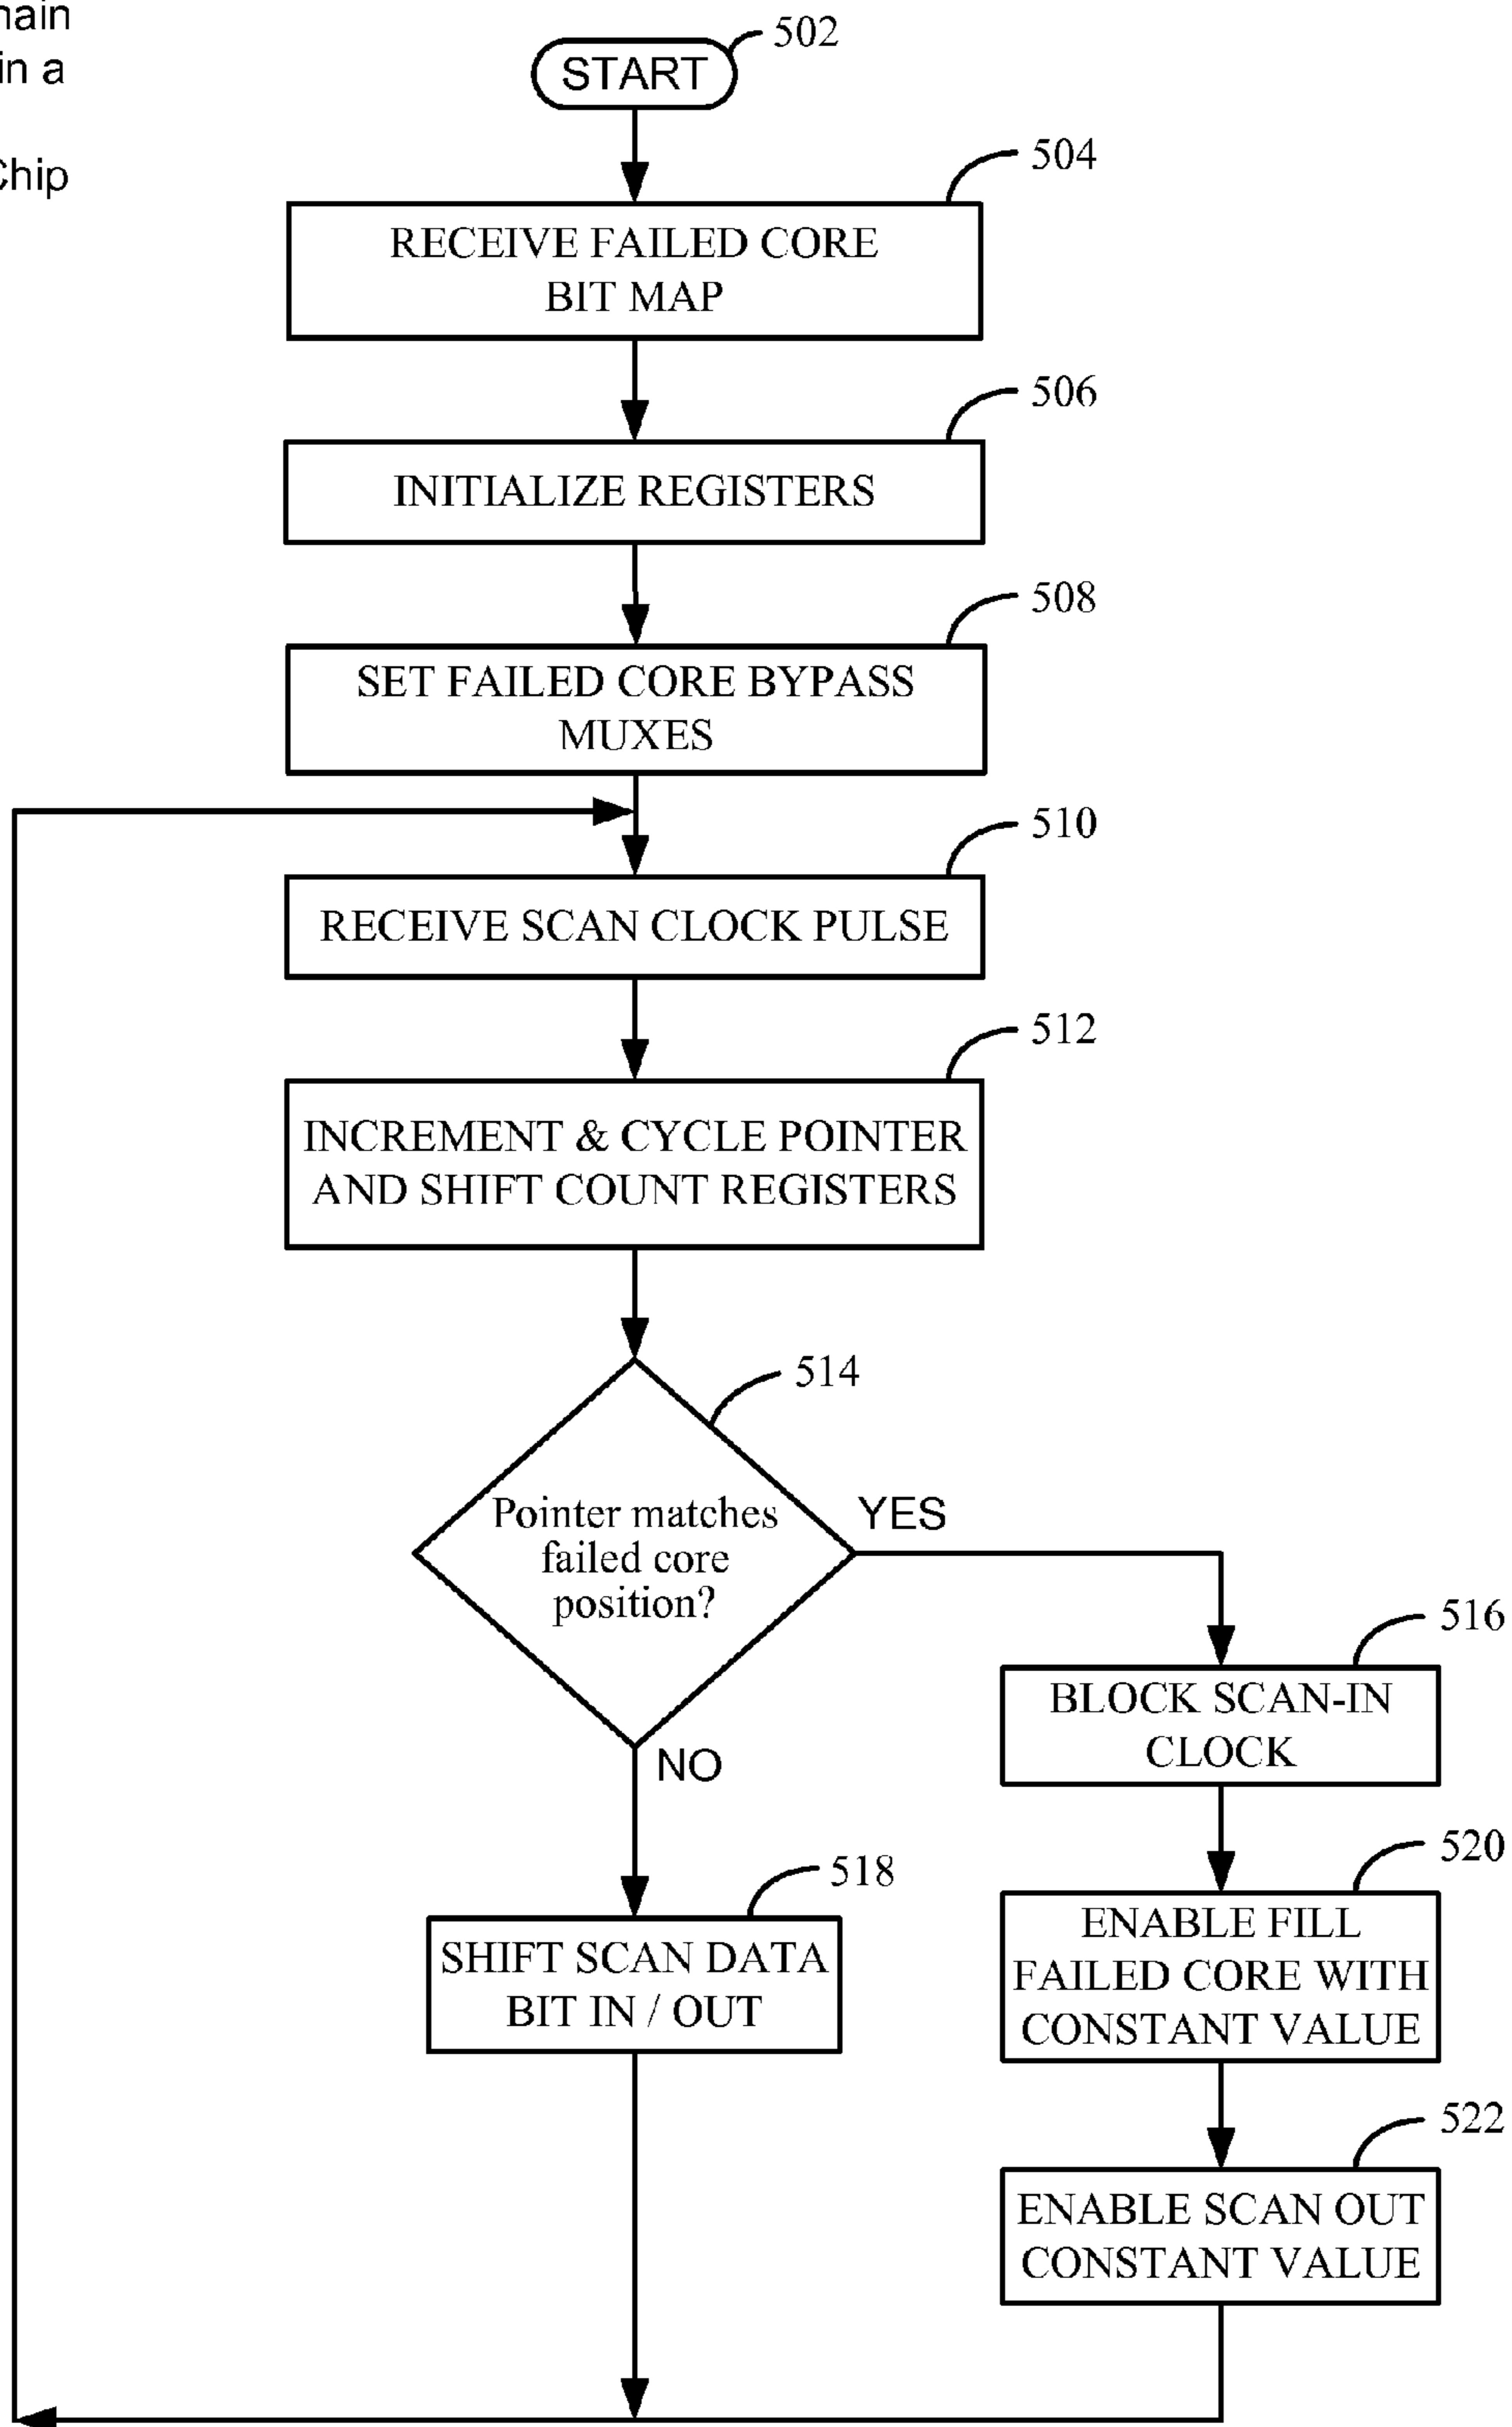 in a
502
START
504
RECEIVE FAILED CORE
BIT MAP
506
INITIALIZE REGISTERS
508
SET FAILED CORE BYPASS
MUXES
510
RECEIVE SCAN CLOCK PULSE
512
INCREMENT & CYCLE POINTER
AND SHIFT COUNT REGISTERS
514
Pointer matches
failed core
position?
YES
NO
516
BLOCK SCAN-IN
CLOCK
518
SHIFT SCAN DATA
BIT IN / OUT
520
ENABLE FILL
FAILED CORE WITH
CONSTANT VALUE
522
ENABLE SCAN OUT
CONSTANT VALUE